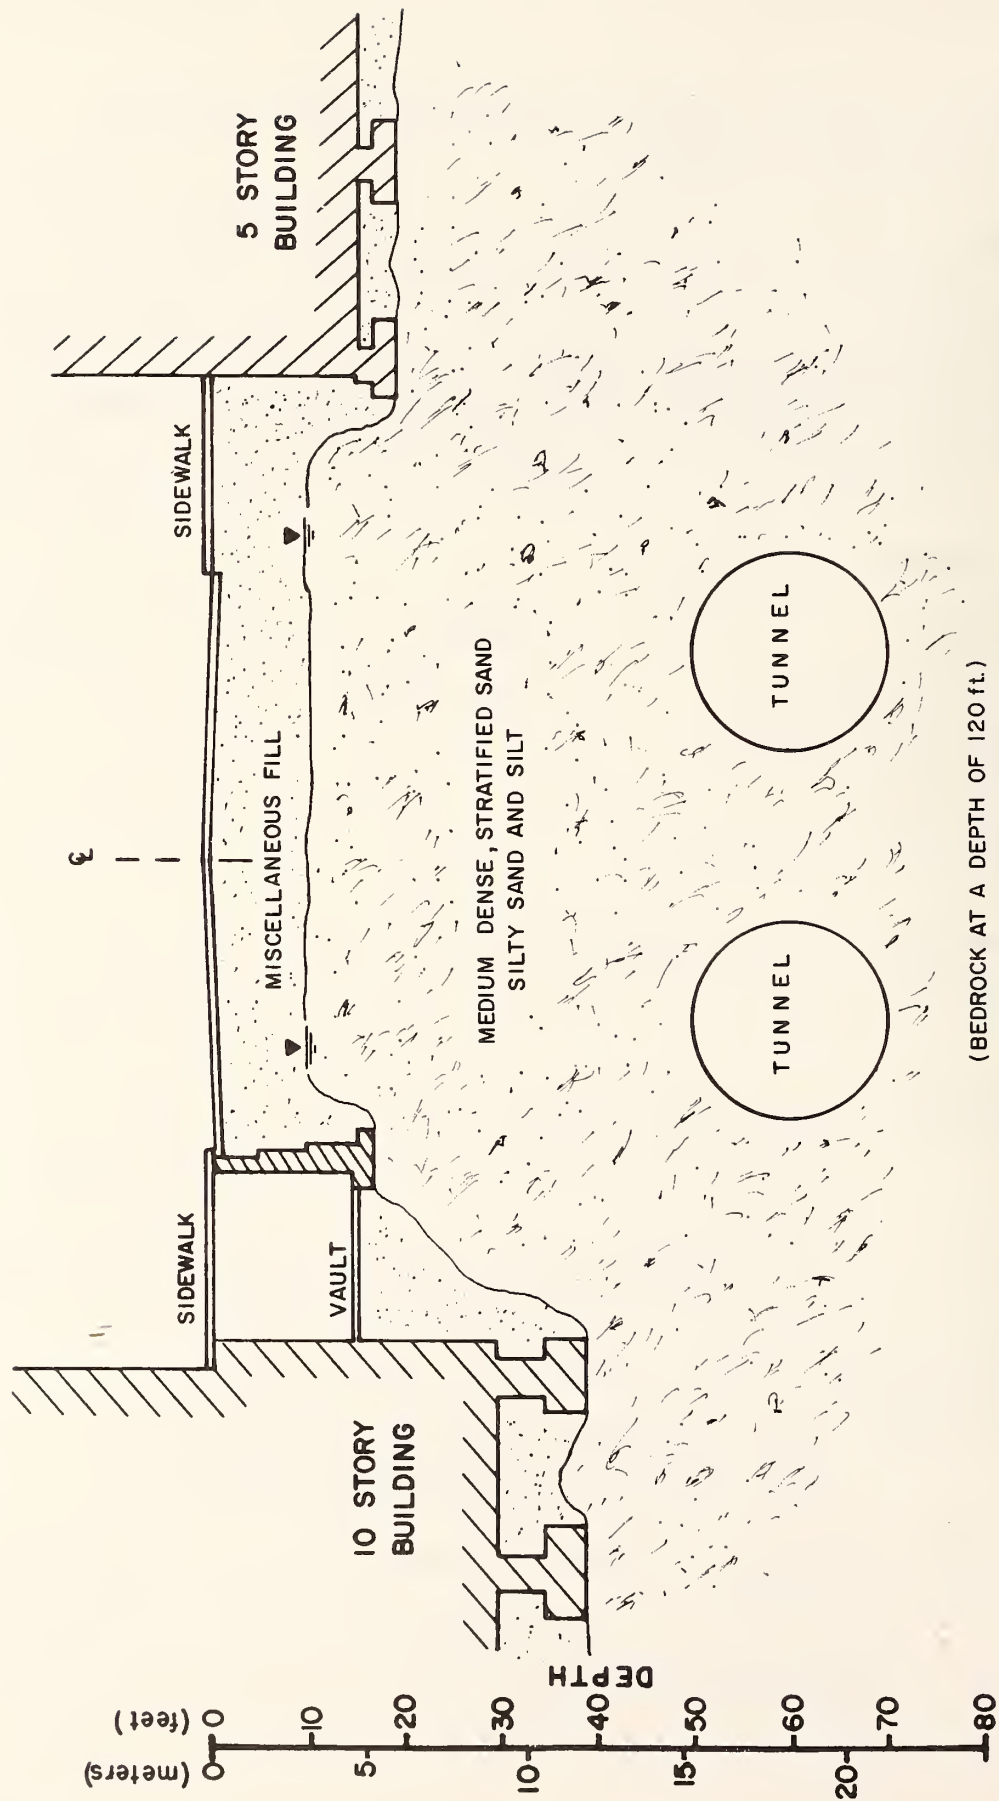 ℄
SIDEWALK
SIDEWALK
VAULT
MISCELLANEOUS FILL
10 STORY
BUILDING
5 STORY
BUILDING
MEDIUM DENSE, STRATIFIED SAND
SILTY SAND AND SILT
TUNNEL
TUNNEL
(BEDROCK AT A DEPTH OF 120 ft.)
DEPTH
(meters)
0
5
10
15
20
(feet)
0
10
20
30
40
50
60
70
80